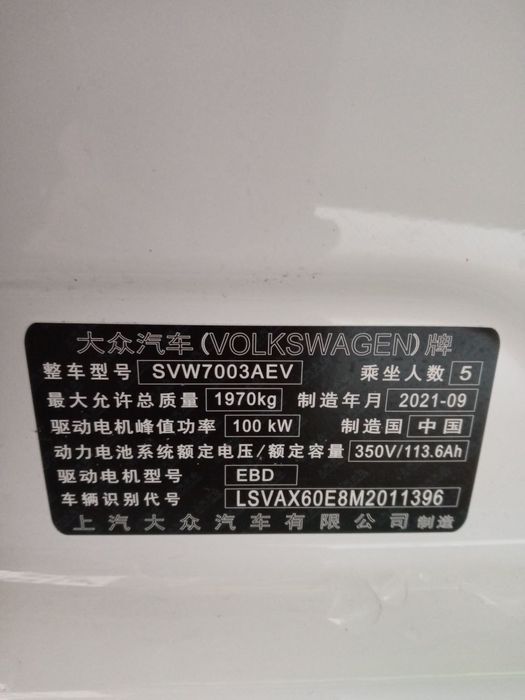 大众汽车(VOLKSWAGEN)牌
整车型号 SVW7003AEV 乘坐人数 5
最大允许总质量 1970kg 制造年月 2021-09
驱动电机峰值功率 100 kW 制造国 中国
动力电池系统额定电压/额定容量 350V/113.6Ah
驱动电机型号 EBD
车辆识别代号 LSVAX60E8M2011396
上汽大众汽车有限公司 制造